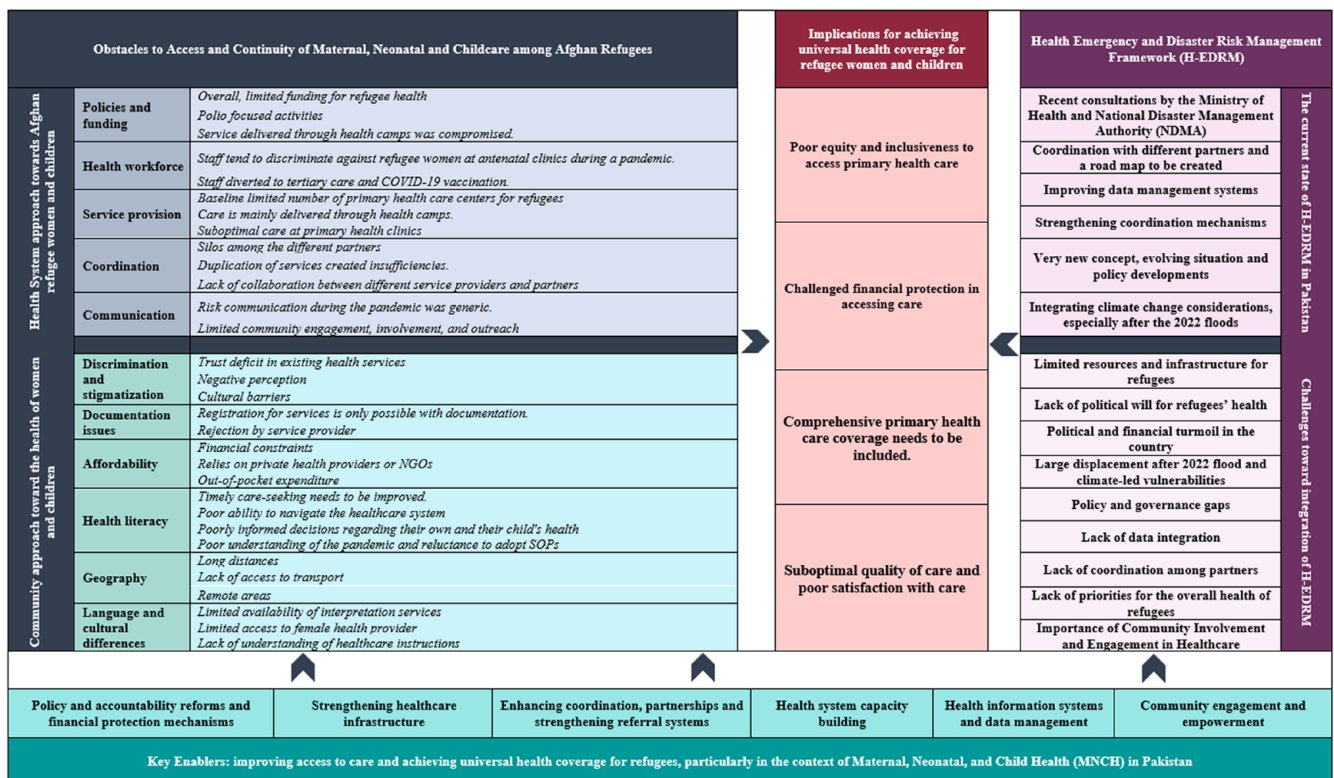 Obstacles to Access and Continuity of Maternal, Neonatal and Childcare among Afghan Refugees
Health System approach towards Afghan
refugee women and children
Policies and
funding
Overall, limited funding for refugee health
Polio focused activities
Service delivered through health camps was compromised.
Health workforce
Staff tend to discriminate against refugee women at antenatal clinics during a pandemic.
Staff diverted to tertiary care and COVID-19 vaccination.
Service provision
Baseline limited number of primary health care centers for refugees
Care is mainly delivered through health camps.
Suboptimal care at primary health clinics
Coordination
Silos among the different partners
Duplication of services created insufficiencies.
Lack of collaboration between different service providers and partners
Communication
Risk communication during the pandemic was generic.
Limited community engagement, involvement, and outreach
Community approach toward the health of women
and children
Discrimination
and
stigmatization
Trust deficit in existing health services
Negative perception
Cultural barriers
Documentation
issues
Registration for services is only possible with documentation.
Rejection by service provider
Affordability
Financial constraints
Relies on private health providers or NGOs
Out-of-pocket expenditure
Health literacy
Timely care-seeking needs to be improved.
Poor ability to navigate the healthcare system
Poorly informed decisions regarding their own and their child's health
Poor understanding of the pandemic and reluctance to adopt SOPs
Geography
Long distances
Lack of access to transport
Remote areas
Language and
cultural
differences
Limited availability of interpretation services
Limited access to female health provider
Lack of understanding of healthcare instructions
Implications for achieving
universal health coverage for
refugee women and children
Poor equity and inclusiveness to
access primary health care
Challenged financial protection in
accessing care
Comprehensive primary health
care coverage needs to be
included.
Suboptimal quality of care and
poor satisfaction with care
Health Emergency and Disaster Risk Management
Framework (H-EDRM)
The current state of H-EDRM in Pakistan
Recent consultations by the Ministry of
Health and National Disaster Management
Authority (NDMA)
Coordination with different partners and
a road map to be created
Improving data management systems
Strengthening coordination mechanisms
Very new concept, evolving situation and
policy developments
Integrating climate change considerations,
especially after the 2022 floods
Challenges toward integration of H-EDRM
Limited resources and infrastructure for
refugees
Lack of political will for refugees' health
Political and financial turmoil in the
country
Large displacement after 2022 flood and
climate-led vulnerabilities
Policy and governance gaps
Lack of data integration
Lack of coordination among partners
Lack of priorities for the overall health of
refugees
Importance of Community Involvement
and Engagement in Healthcare
Policy and accountability reforms and
financial protection mechanisms
Strengthening healthcare
infrastructure
Enhancing coordination, partnerships and
strengthening referral systems
Health system capacity
building
Health information systems
and data management
Community engagement and
empowerment
Key Enablers: improving access to care and achieving universal health coverage for refugees, particularly in the context of Maternal, Neonatal, and Child Health (MNCH) in Pakistan